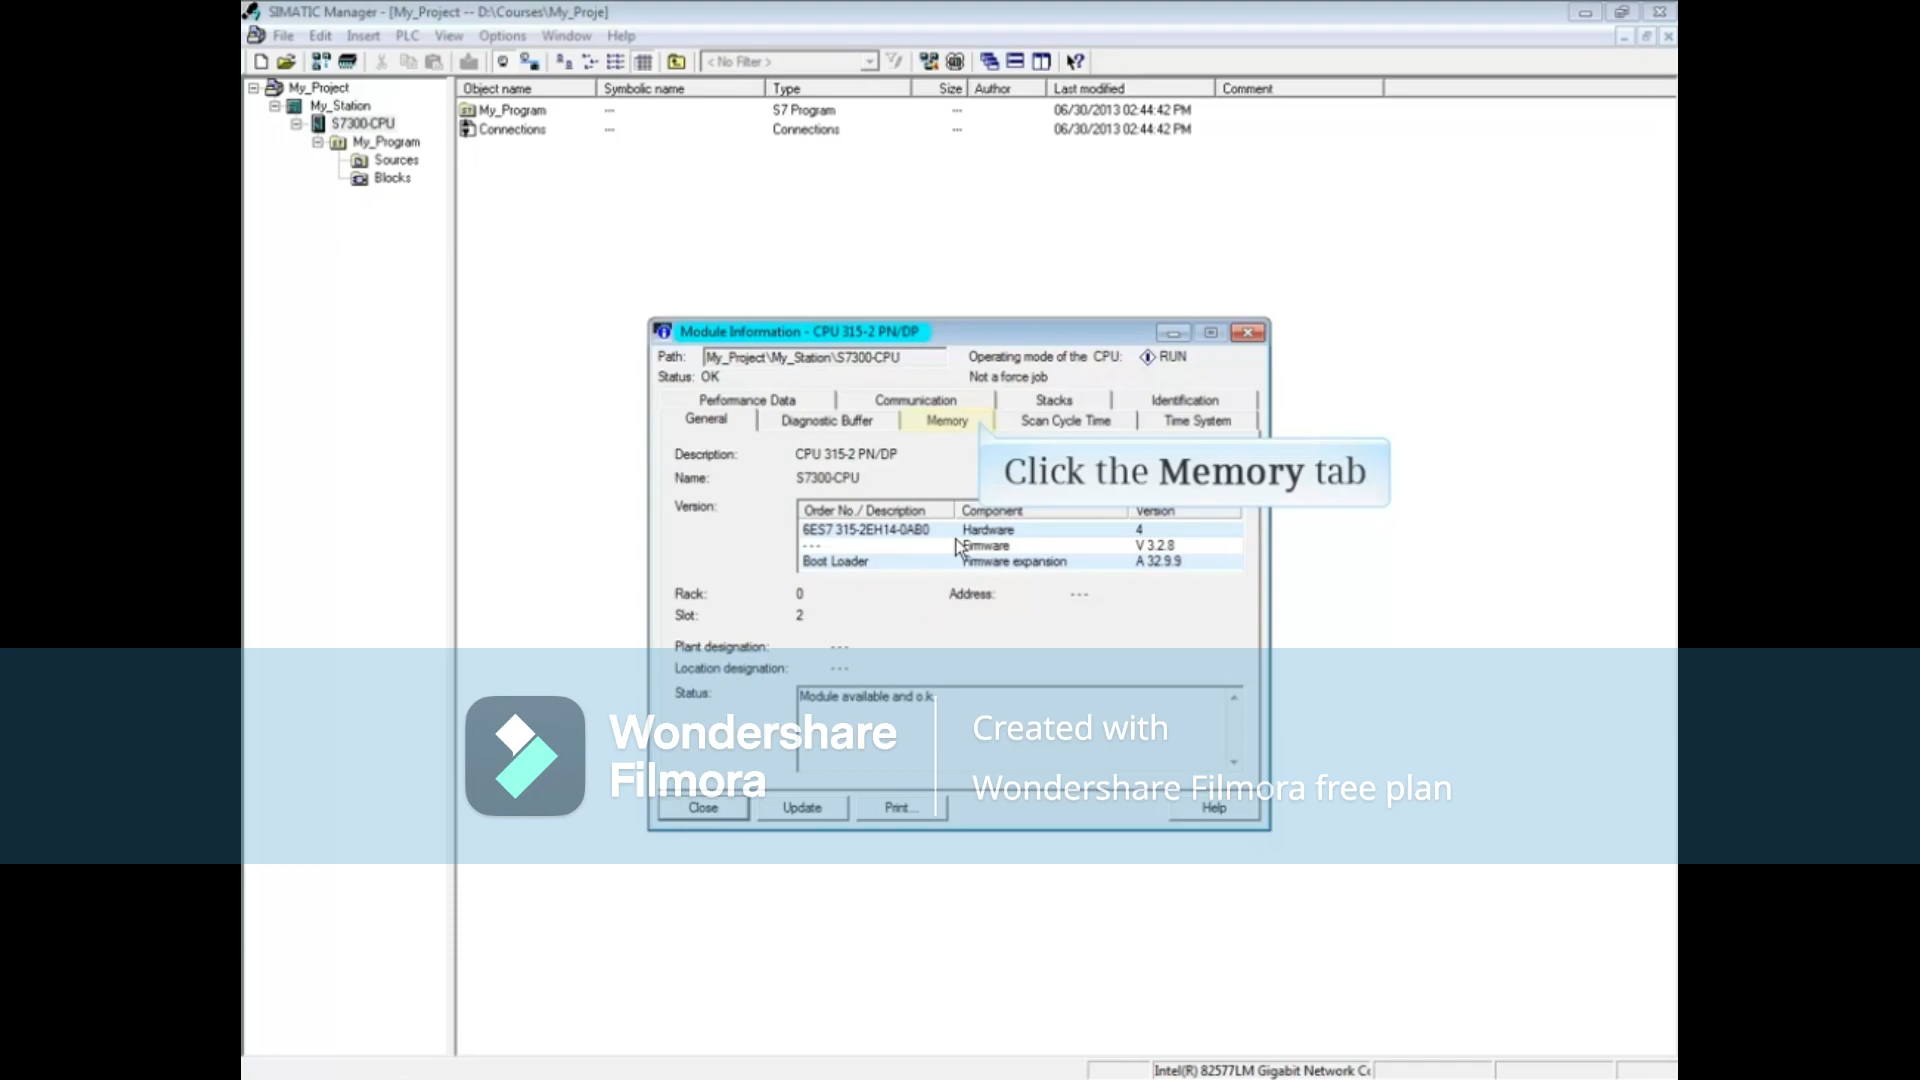 SIMATIC Manager - [My_Project -- D:\Courses\My_Proje]
File Edit Insert PLC View Options Window Help
< No Filter >
My_Project
My_Station
S7300-CPU
My_Program
Sources
Blocks
Object name Symbolic name Type Size Author Last modified Comment
My_Program --- S7 Program --- 06/30/2013 02:44:42 PM
Connections --- Connections --- 06/30/2013 02:44:42 PM
Module Information - CPU 315-2 PN/DP
Path: My_Project\My_Station\S7300-CPU Operating mode of the CPU: RUN
Status: OK Not a force job
Performance Data Communication Stacks Identification
General Diagnostic Buffer Memory Scan Cycle Time Time System
Description: CPU 315-2 PN/DP
Click the Memory tab
Name: S7300-CPU
Version: Order No./ Description Component Version
6ES7 315-2EH14-0AB0 Hardware 4
--- Firmware V 3.2.8
Boot Loader Firmware expansion A 32.9.9
Rack: 0 Address: ---
Slot: 2
Plant designation: ---
Location designation: ---
Status: Module available and o.k.
Wondershare Filmora
Created with
Wondershare Filmora free plan
Close Update Print... Help
Intel(R) 82577LM Gigabit Network Cc